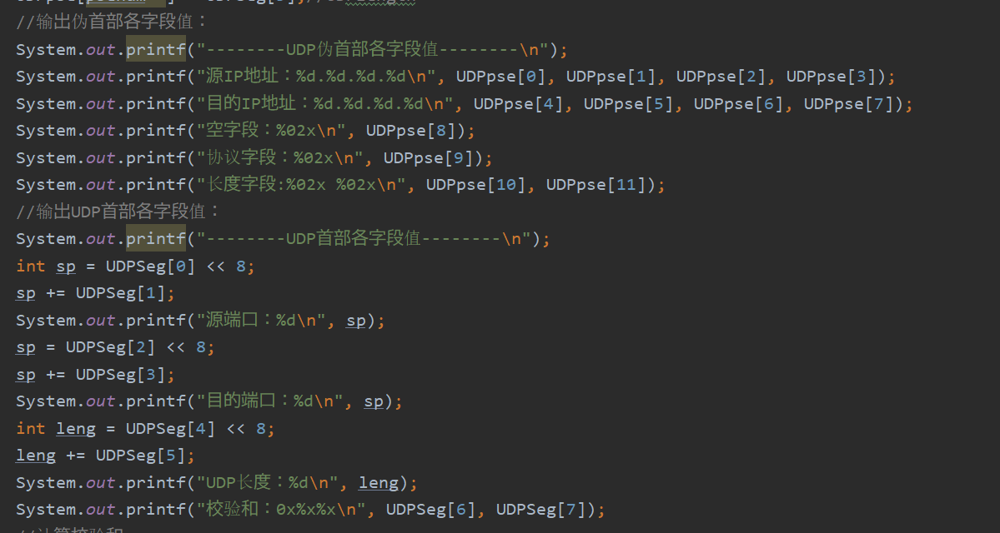 //输出伪首部各字段值：
System.out.printf("--------UDP伪首部各字段值--------\n");
System.out.printf("源IP地址：%d.%d.%d.%d\n", UDPpse[0], UDPpse[1], UDPpse[2], UDPpse[3]);
System.out.printf("目的IP地址：%d.%d.%d.%d\n", UDPpse[4], UDPpse[5], UDPpse[6], UDPpse[7]);
System.out.printf("空字段：%02x\n", UDPpse[8]);
System.out.printf("协议字段：%02x\n", UDPpse[9]);
System.out.printf("长度字段:%02x %02x\n", UDPpse[10], UDPpse[11]);
//输出UDP首部各字段值：
System.out.printf("--------UDP首部各字段值--------\n");
int sp = UDPSeg[0] << 8;
sp += UDPSeg[1];
System.out.printf("源端口：%d\n", sp);
sp = UDPSeg[2] << 8;
sp += UDPSeg[3];
System.out.printf("目的端口：%d\n", sp);
int leng = UDPSeg[4] << 8;
leng += UDPSeg[5];
System.out.printf("UDP长度：%d\n", leng);
System.out.printf("校验和：0x%x%x\n", UDPSeg[6], UDPSeg[7]);